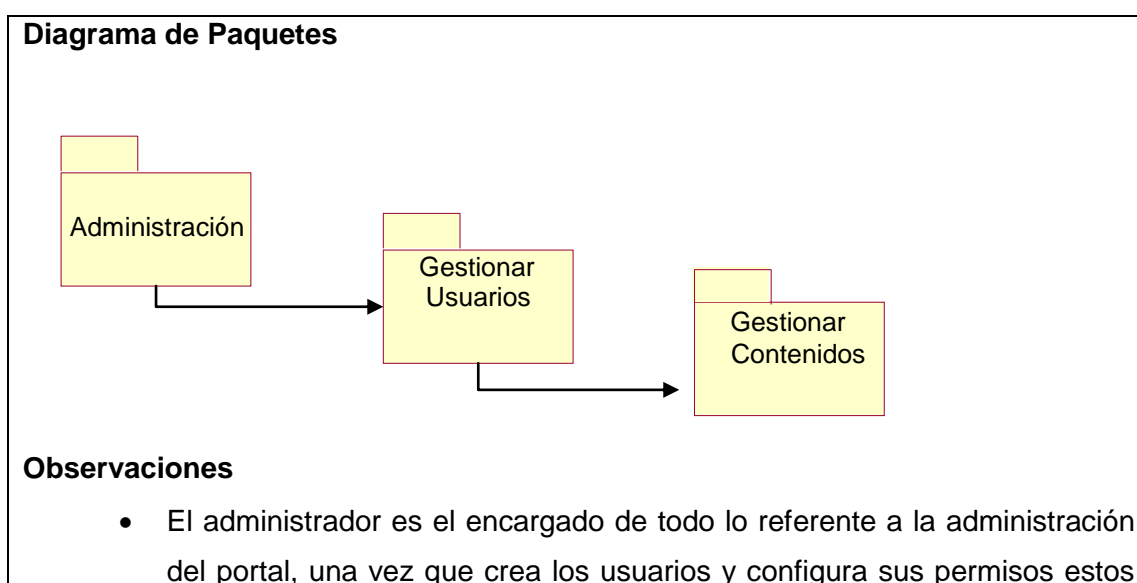 Diagrama de Paquetes
Administración
Gestionar
Usuarios
Gestionar
Contenidos
Observaciones
• El administrador es el encargado de todo lo referente a la administración
del portal, una vez que crea los usuarios y configura sus permisos estos